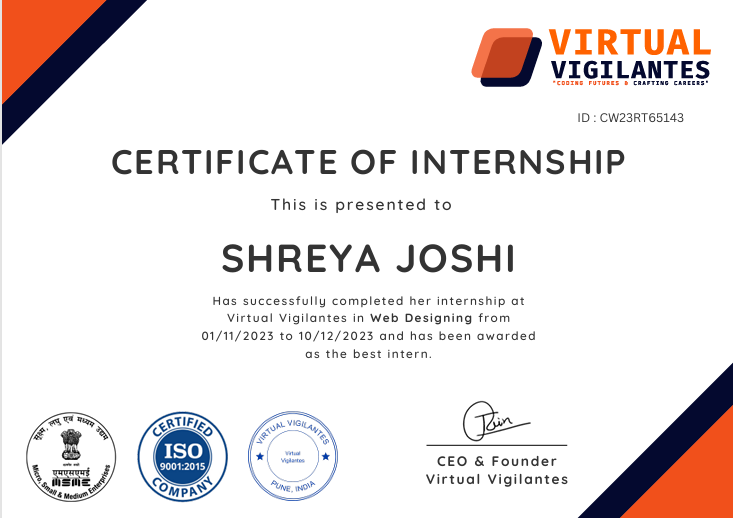 VIRTUAL
VIGILANTES
"CODING FUTURES & CRAFTING CAREERS"
ID : CW23RT65143
CERTIFICATE OF INTERNSHIP
This is presented to
SHREYA JOSHI
Has successfully completed her internship at
Virtual Vigilantes in Web Designing from
01/11/2023 to 10/12/2023 and has been awarded
as the best intern.
सूक्ष्म, लघु एवं मध्यम उद्यम
एमएसएमई
MSME
Micro, Small & Medium Enterprises
CERTIFIED
ISO
9001:2015
COMPANY
VIRTUAL VIGILANTES
Virtual
Vigilantes
PUNE, INDIA
CEO & Founder
Virtual Vigilantes